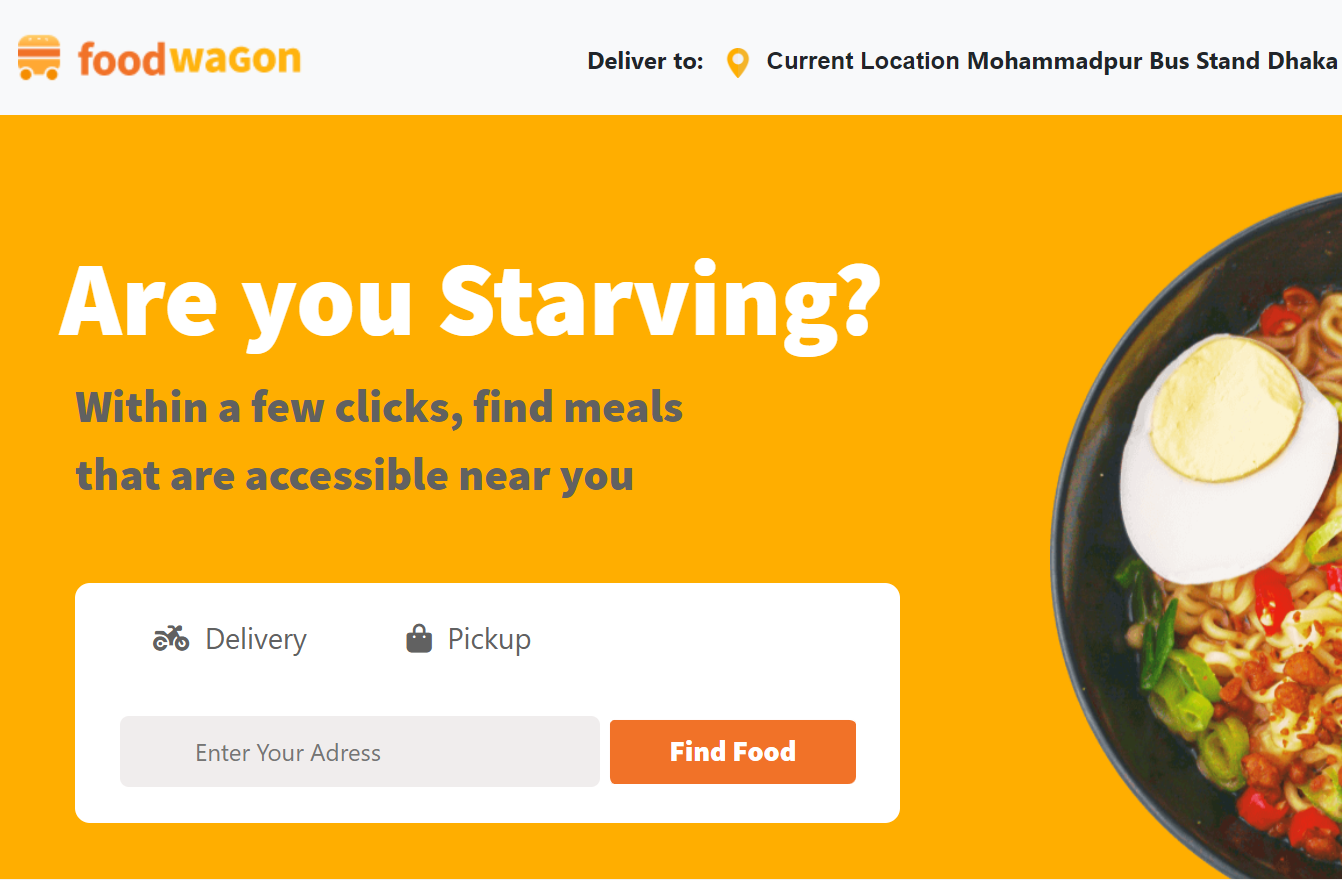 foodwagon
Deliver to: Current Location Mohammadpur Bus Stand Dhaka
Are you Starving?
Within a few clicks, find meals
that are accessible near you
Delivery Pickup
Enter Your Adress Find Food